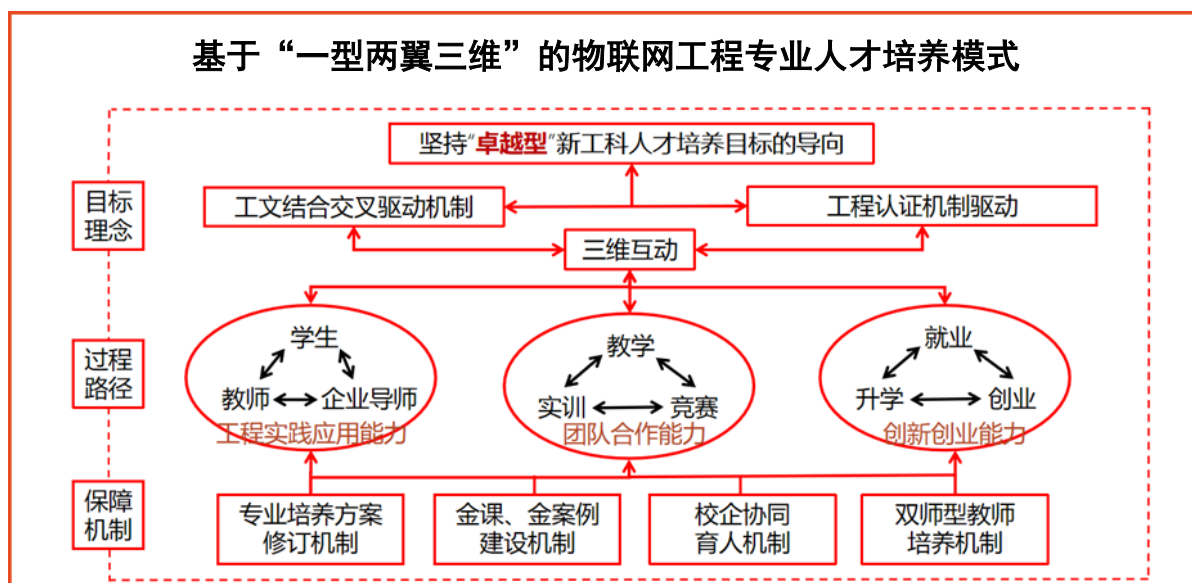 基于“一型两翼三维”的物联网工程专业人才培养模式
坚持“卓越型”新工科人才培养目标的导向
目标
理念
工文结合交叉驱动机制
工程认证机制驱动
三维互动
过程
路径
学生
教师
企业导师
工程实践应用能力
教学
实训
竞赛
团队合作能力
就业
升学
创业
创新创业能力
保障
机制
专业培养方案
修订机制
金课、金案例
建设机制
校企协同
育人机制
双师型教师
培养机制